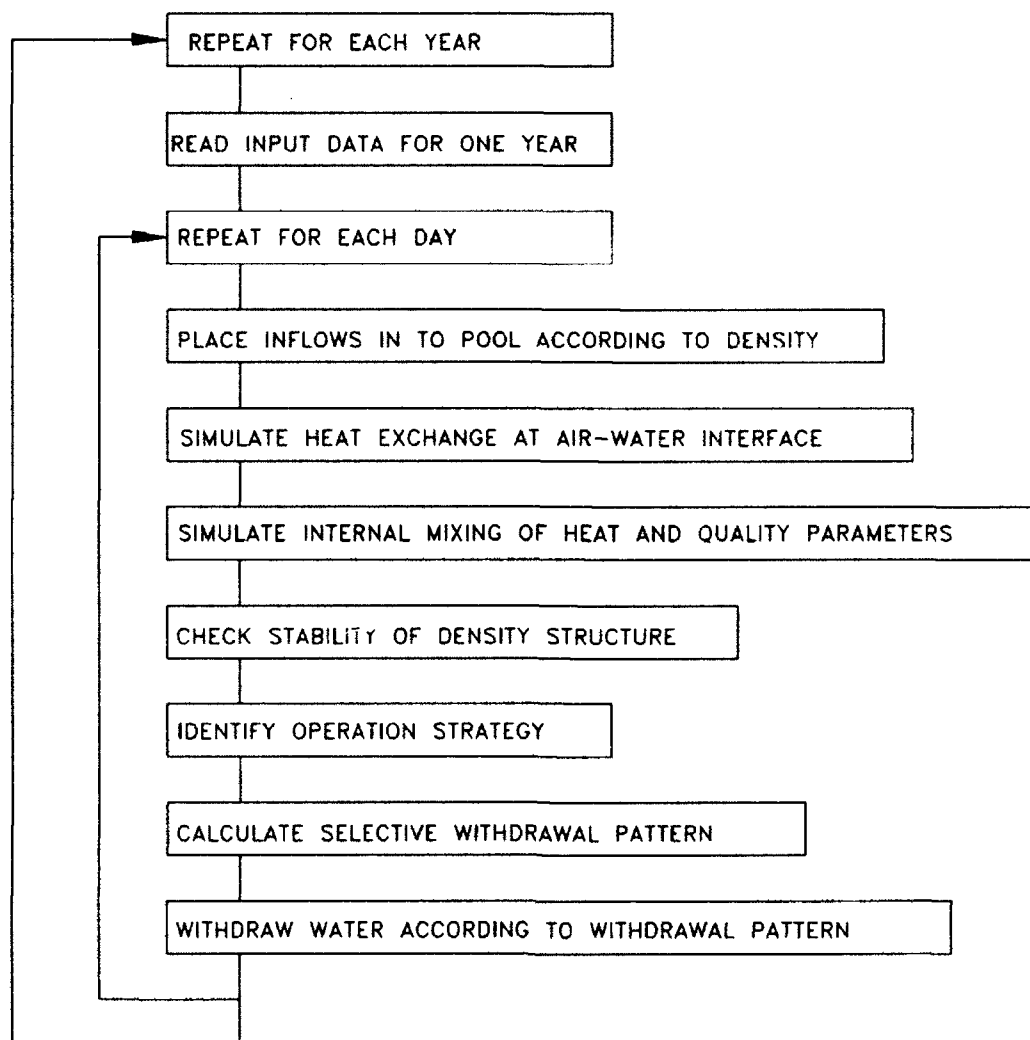 REPEAT FOR EACH YEAR
READ INPUT DATA FOR ONE YEAR
REPEAT FOR EACH DAY
PLACE INFLOWS IN TO POOL ACCORDING TO DENSITY
SIMULATE HEAT EXCHANGE AT AIR-WATER INTERFACE
SIMULATE INTERNAL MIXING OF HEAT AND QUALITY PARAMETERS
CHECK STABILITY OF DENSITY STRUCTURE
IDENTIFY OPERATION STRATEGY
CALCULATE SELECTIVE WITHDRAWAL PATTERN
WITHDRAW WATER ACCORDING TO WITHDRAWAL PATTERN